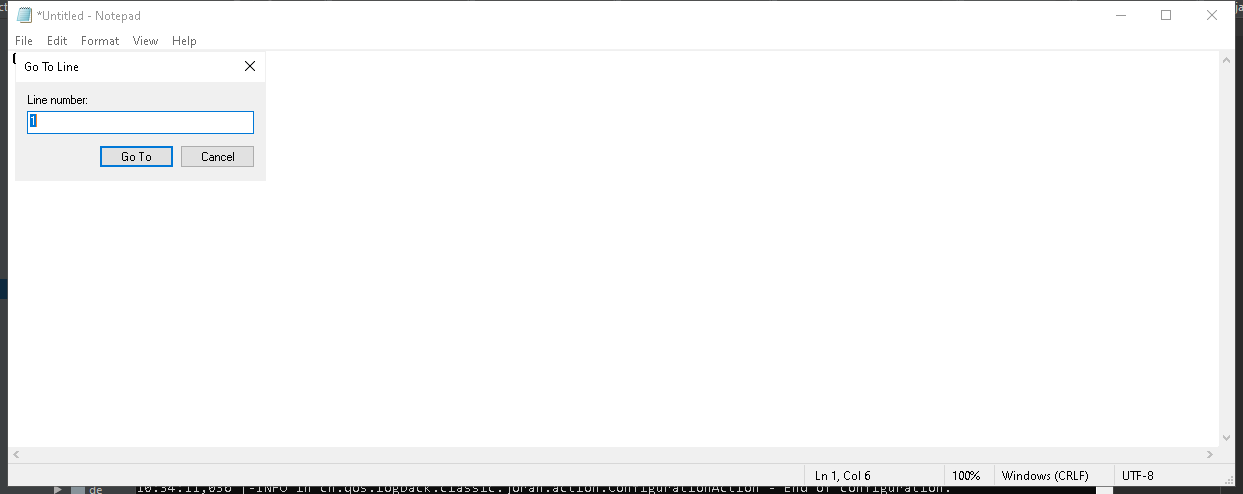 *Untitled - Notepad
File Edit Format View Help
Go To Line
Line number:
1
Go To Cancel
Ln 1, Col 6 100% Windows (CRLF) UTF-8
de 10:34:11,036 |-INFO in ch.qos.logback.classic.joran.action.ConfigurationAction - End of configuration.